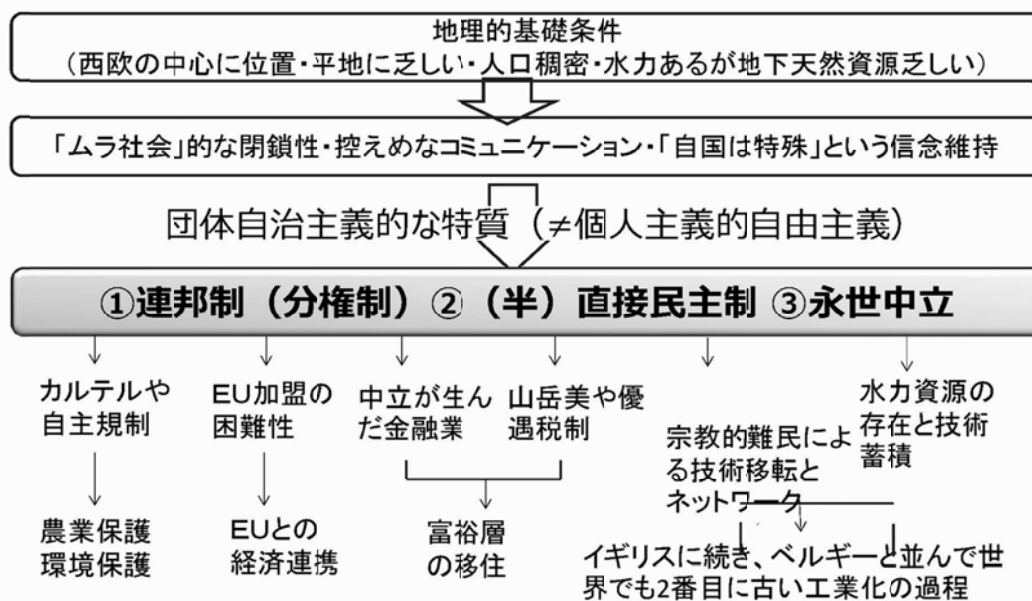 地理的基礎条件
（西欧の中心に位置・平地に乏しい・人口稠密・水力あるが地下天然資源乏しい）
「ムラ社会」的な閉鎖性・控えめなコミュニケーション・「自国は特殊」という信念維持
団体自治主義的な特質（≠個人主義的自由主義）
①連邦制（分権制）②（半）直接民主制 ③永世中立
カルテルや
自主規制
EU加盟の
困難性
中立が生ん
だ金融業
山岳美や優
遇税制
宗教的難民によ
る技術移転と
ネットワーク
水力資源の
存在と技術
蓄積
農業保護
環境保護
EUとの
経済連携
富裕層
の移住
イギリスに続き、ベルギーと並んで世
界でも2番目に古い工業化の過程